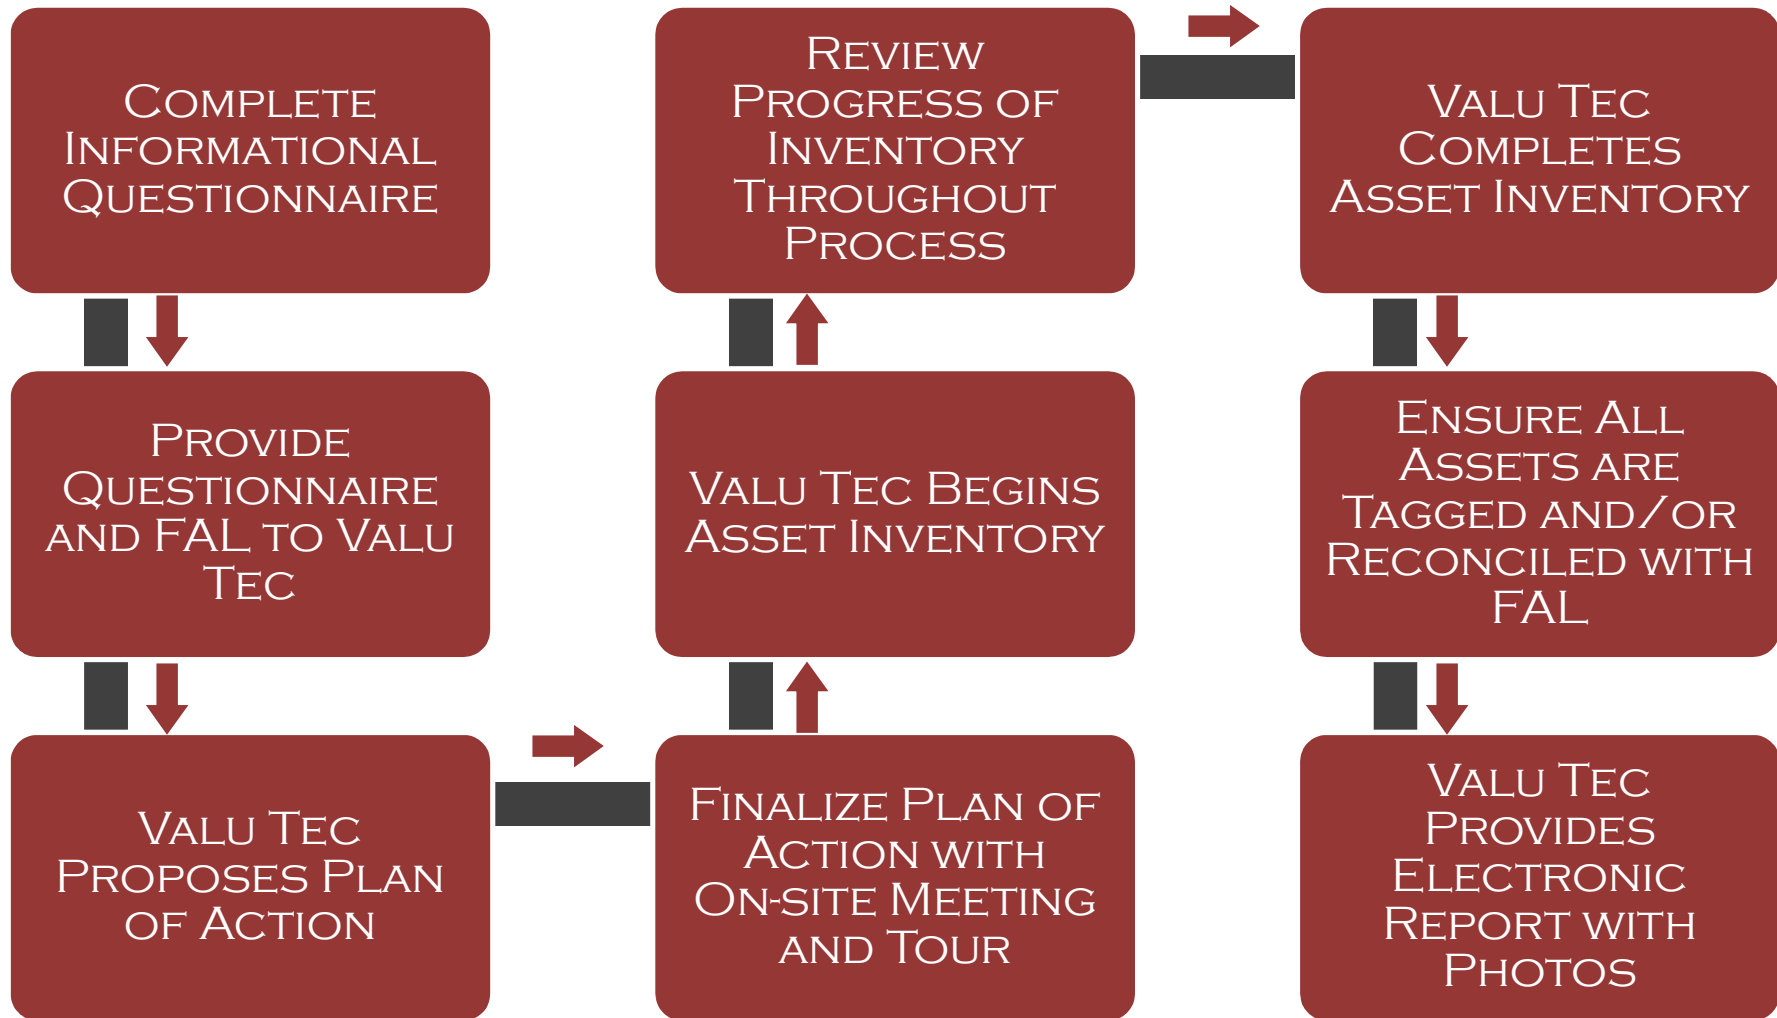 Complete
Informational
Questionnaire
Provide
Questionnaire
and FAL to Valu
Tec
Valu Tec
Proposes Plan
of Action
Finalize Plan of
Action with
On-site Meeting
and Tour
Valu Tec Begins
Asset Inventory
Review
Progress of
Inventory
Throughout
Process
Valu Tec
Completes
Asset Inventory
Ensure All
Assets are
Tagged and/or
Reconciled with
FAL
Valu Tec
Provides
Electronic
Report with
Photos